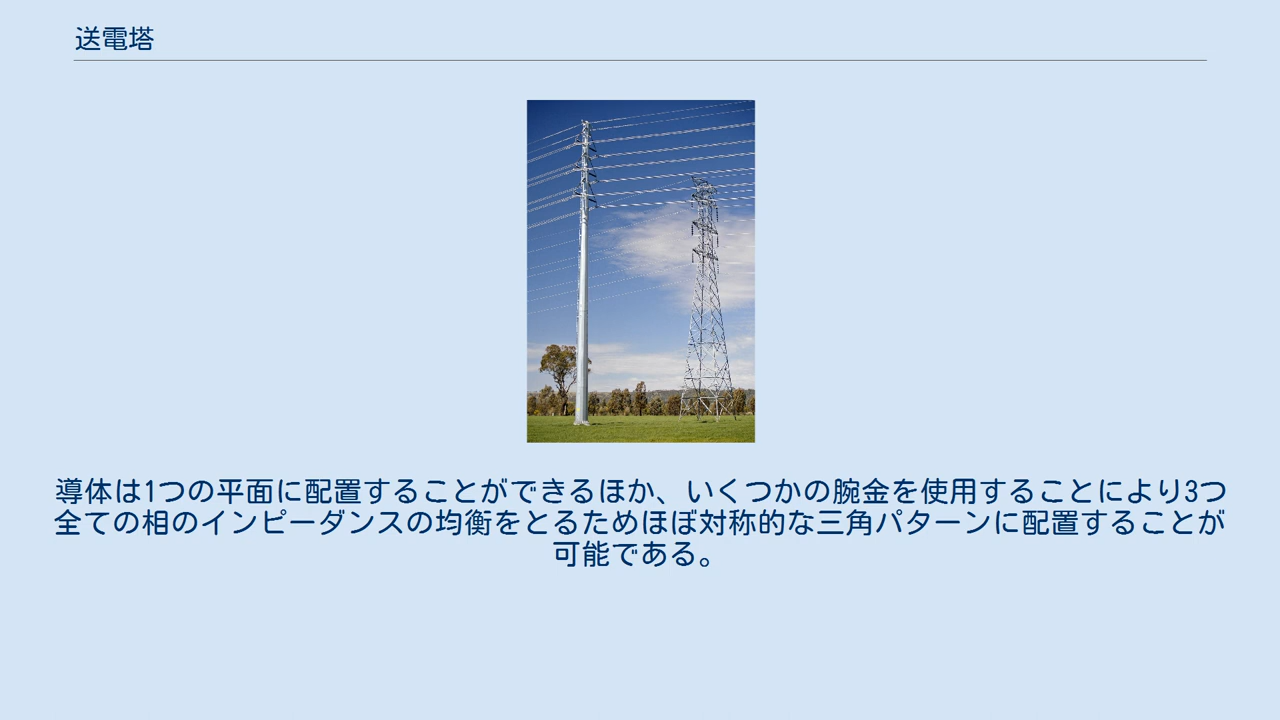 送電塔
導体は1つの平面に配置することができるほか、いくつかの腕金を使用することにより3つ
全ての相のインピーダンスの均衡をとるためほぼ対称的な三角パターンに配置することが
可能である。